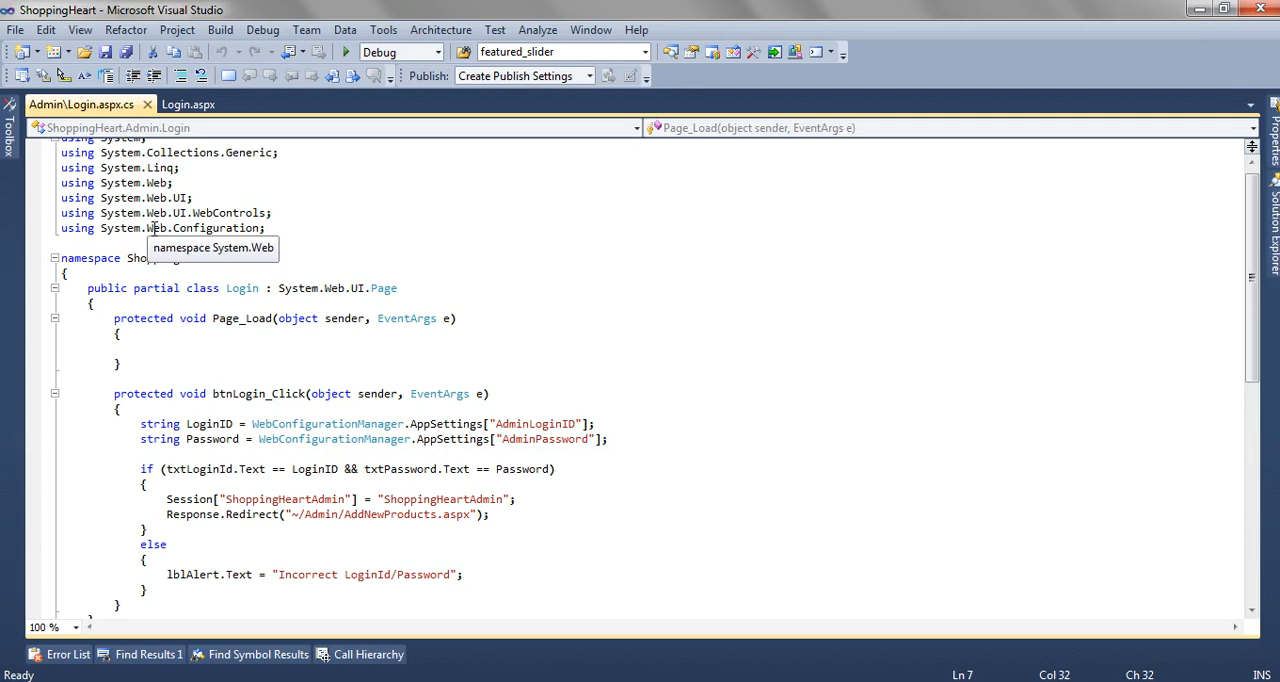 ShoppingHeart - Microsoft Visual Studio
File Edit View Refactor Project Build Debug Team Data Tools Architecture Test Analyze Window Help
Debug featured_slider
Publish: Create Publish Settings
Admin\Login.aspx.cs Login.aspx
ShoppingHeart.Admin.Login Page_Load(object sender, EventArgs e)
Toolbox
Properties
Solution Explorer
using System;
using System.Collections.Generic;
using System.Linq;
using System.Web;
using System.Web.UI;
using System.Web.UI.WebControls;
using System.Web.Configuration;
namespace System.Web
namespace
{
public partial class Login : System.Web.UI.Page
{
protected void Page_Load(object sender, EventArgs e)
{
}
protected void btnLogin_Click(object sender, EventArgs e)
{
string LoginID = WebConfigurationManager.AppSettings["AdminLoginID"];
string Password = WebConfigurationManager.AppSettings["AdminPassword"];
if (txtLoginId.Text == LoginID && txtPassword.Text == Password)
{
Session["ShoppingHeartAdmin"] = "ShoppingHeartAdmin";
Response.Redirect("~/Admin/AddNewProducts.aspx");
}
else
{
lblAlert.Text = "Incorrect LoginId/Password";
}
}
}
100 %
Error List Find Results 1 Find Symbol Results Call Hierarchy
Ready Ln 7 Col 32 Ch 32 INS